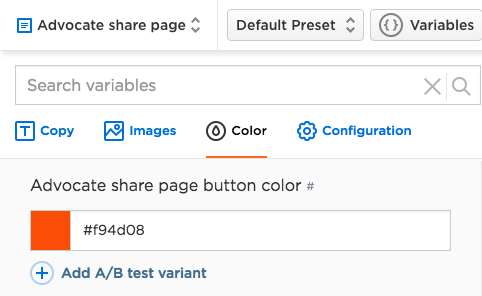 Advocate share page
Default Preset
{ } Variables
Search variables
Copy
Images
Color
Configuration
Advocate share page button color #
#f94d08
Add A/B test variant